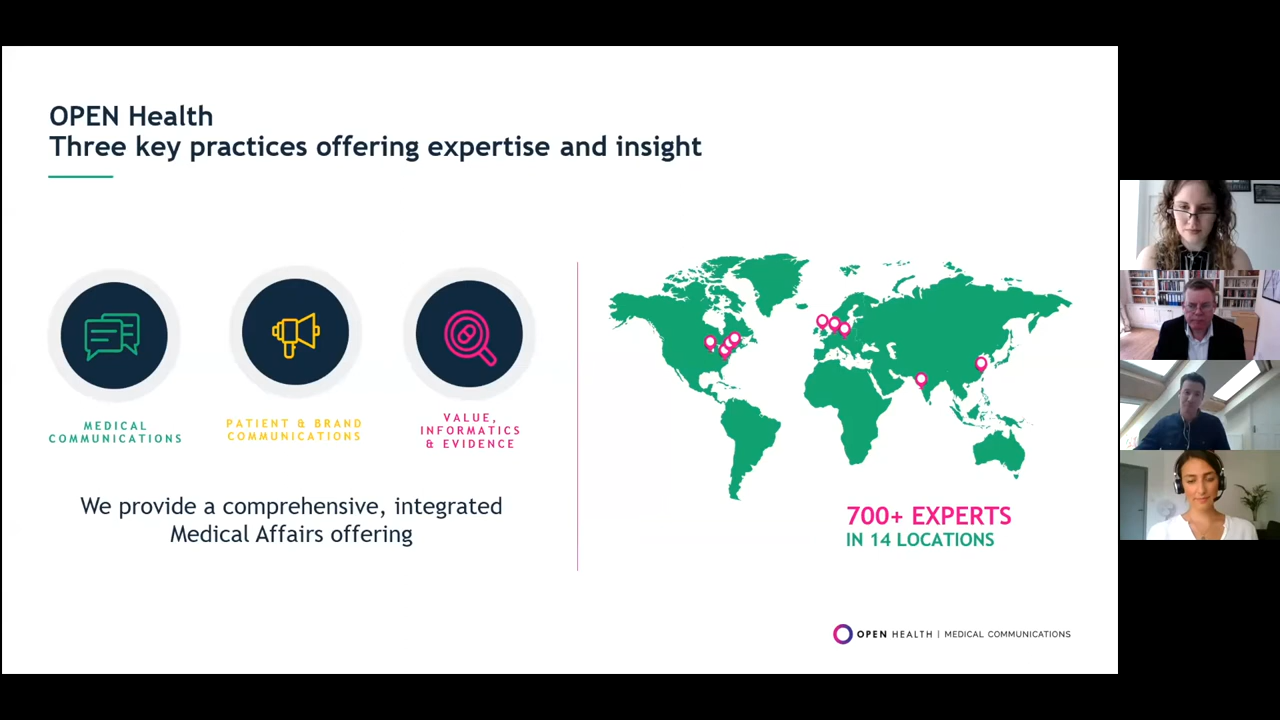 OPEN Health
Three key practices offering expertise and insight
MEDICAL
COMMUNICATIONS
PATIENT & BRAND
COMMUNICATIONS
VALUE,
INFORMATICS
& EVIDENCE
We provide a comprehensive, integrated
Medical Affairs offering
700+ EXPERTS
IN 14 LOCATIONS
OPEN HEALTH | MEDICAL COMMUNICATIONS